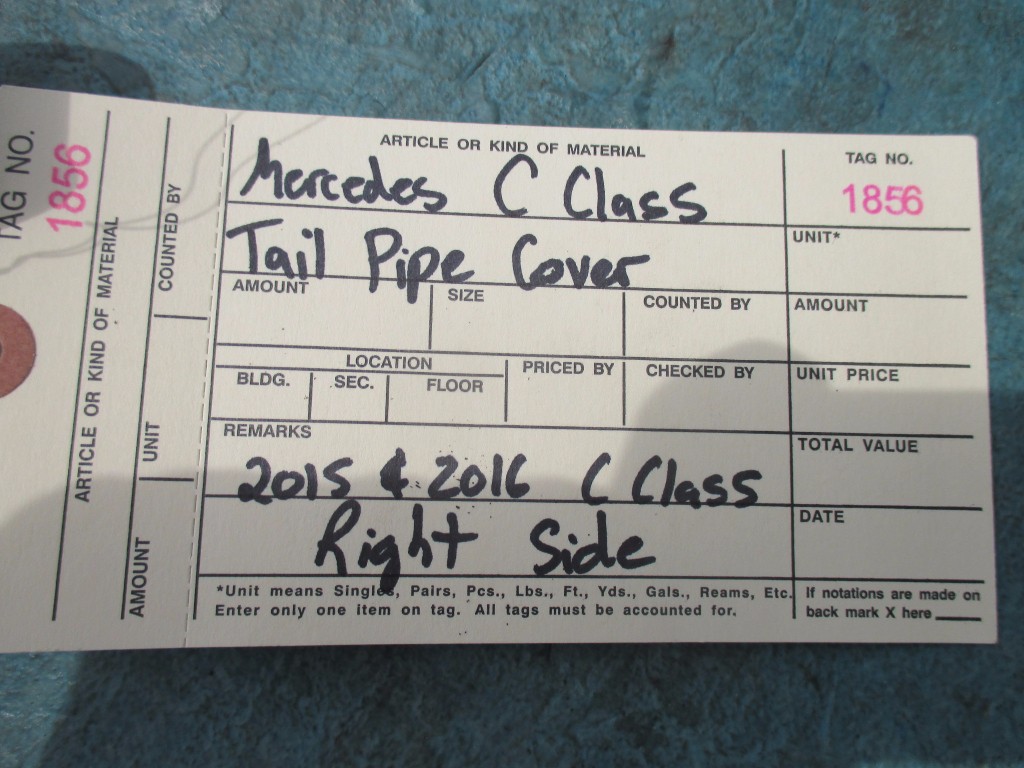 TAG NO.
1856
ARTICLE OR KIND OF MATERIAL
COUNTED BY
UNIT
AMOUNT
ARTICLE OR KIND OF MATERIAL
Mercedes C Class
Tail Pipe Cover
TAG NO.
1856
UNIT*
AMOUNT
SIZE
COUNTED BY
AMOUNT
LOCATION
BLDG.
SEC.
FLOOR
PRICED BY
CHECKED BY
UNIT PRICE
REMARKS
2015 & 2016 C Class
Right Side
TOTAL VALUE
DATE
*Unit means Singles, Pairs, Pcs., Lbs., Ft., Yds., Gals., Reams, Etc.
Enter only one item on tag. All tags must be accounted for.
If notations are made on
back mark X here